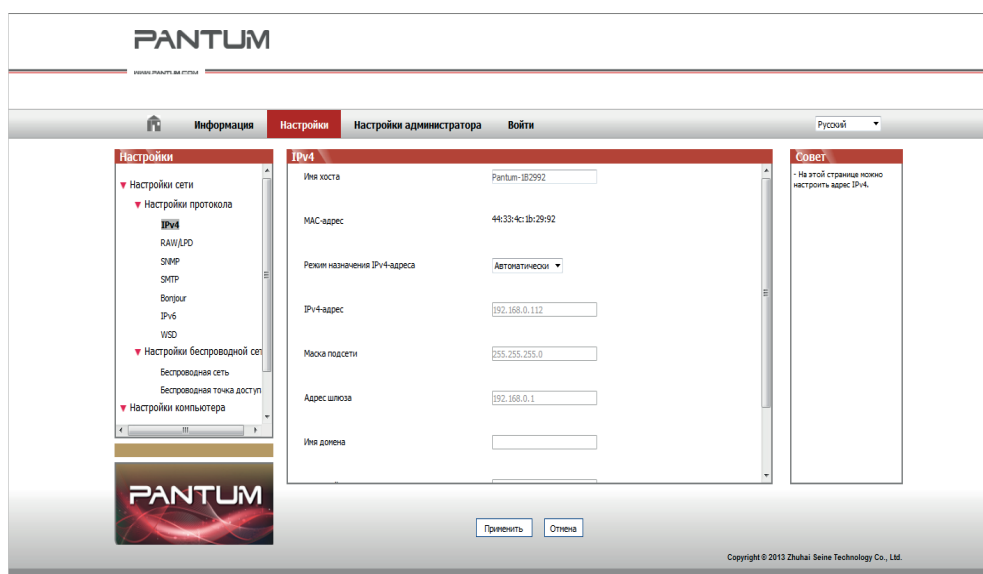 PANTUM
WWW.PANTUM.COM
Информация
Настройки
Настройки администратора
Войти
Русский
Настройки
Настройки сети
Настройки протокола
IPv4
RAW/LPD
SNMP
SMTP
Bonjour
IPv6
WSD
Настройки беспроводной сет
Беспроводная сеть
Беспроводная точка доступ
Настройки компьютера
PANTUM
IPv4
Имя хоста
Pantum-1B2992
MAC-адрес
44:33:4c:1b:29:92
Режим назначения IPv4-адреса
Автоматически
IPv4-адрес
192.168.0.112
Маска подсети
255.255.255.0
Адрес шлюза
192.168.0.1
Имя домена
Применить
Отмена
Совет
- На этой странице можно
настроить адрес IPv4.
Copyright © 2013 Zhuhai Seine Technology Co., Ltd.